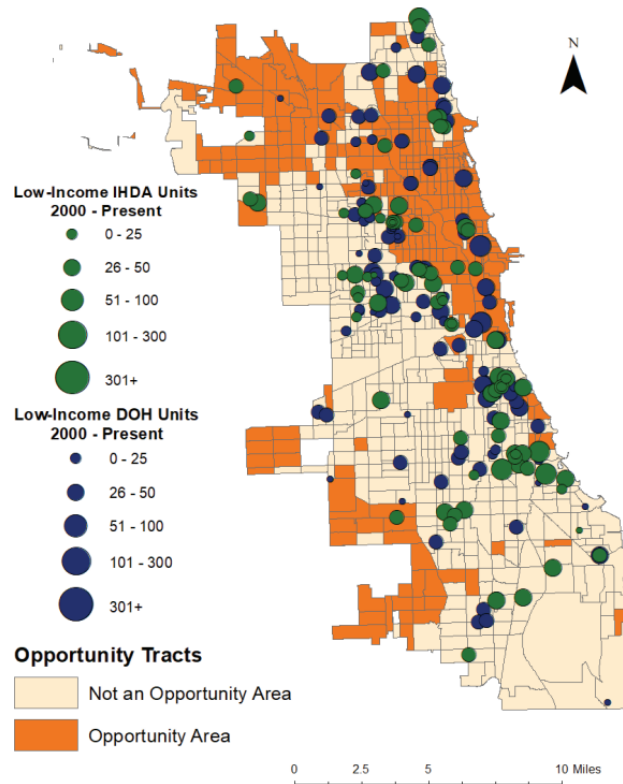 N
Low-Income IHDA Units
2000 - Present
0 - 25
26 - 50
51 - 100
101 - 300
301+
Low-Income DOH Units
2000 - Present
0 - 25
26 - 50
51 - 100
101 - 300
301+
Opportunity Tracts
Not an Opportunity Area
Opportunity Area
0 2.5 5 10 Miles